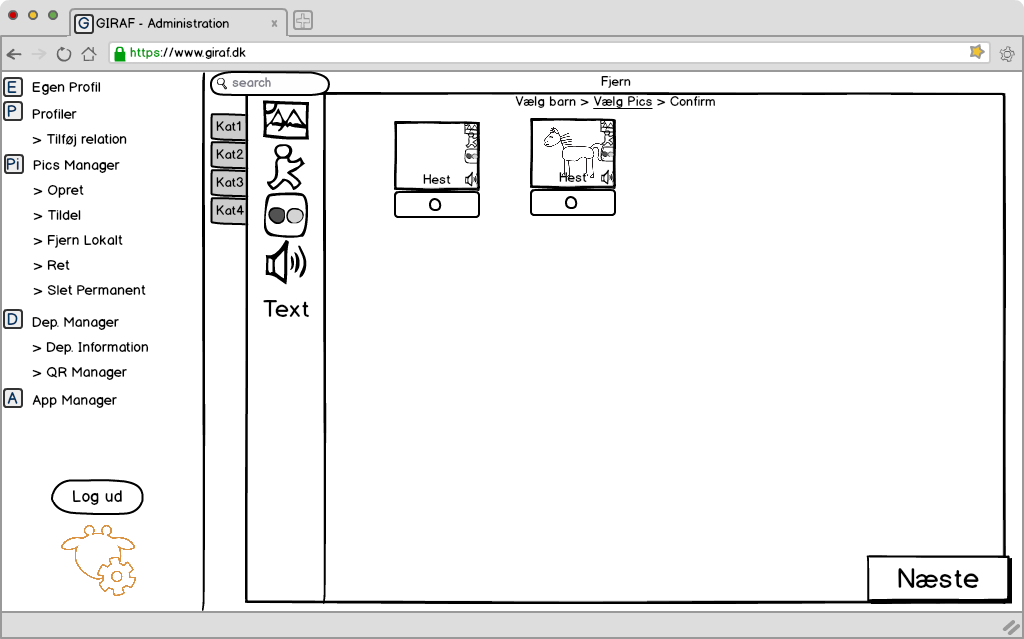 G GIRAF - Administration x
https://www.giraf.dk
E Egen Profil
P Profiler
> Tilføj relation
Pi Pics Manager
> Opret
> Tildel
> Fjern Lokalt
> Ret
> Slet Permanent
D Dep. Manager
> Dep. Information
> QR Manager
A App Manager
Log ud
search
Fjern
Vælg barn > Vælg Pics > Confirm
Kat1
Kat2
Kat3
Kat4
Text
Hest
Hest
Næste